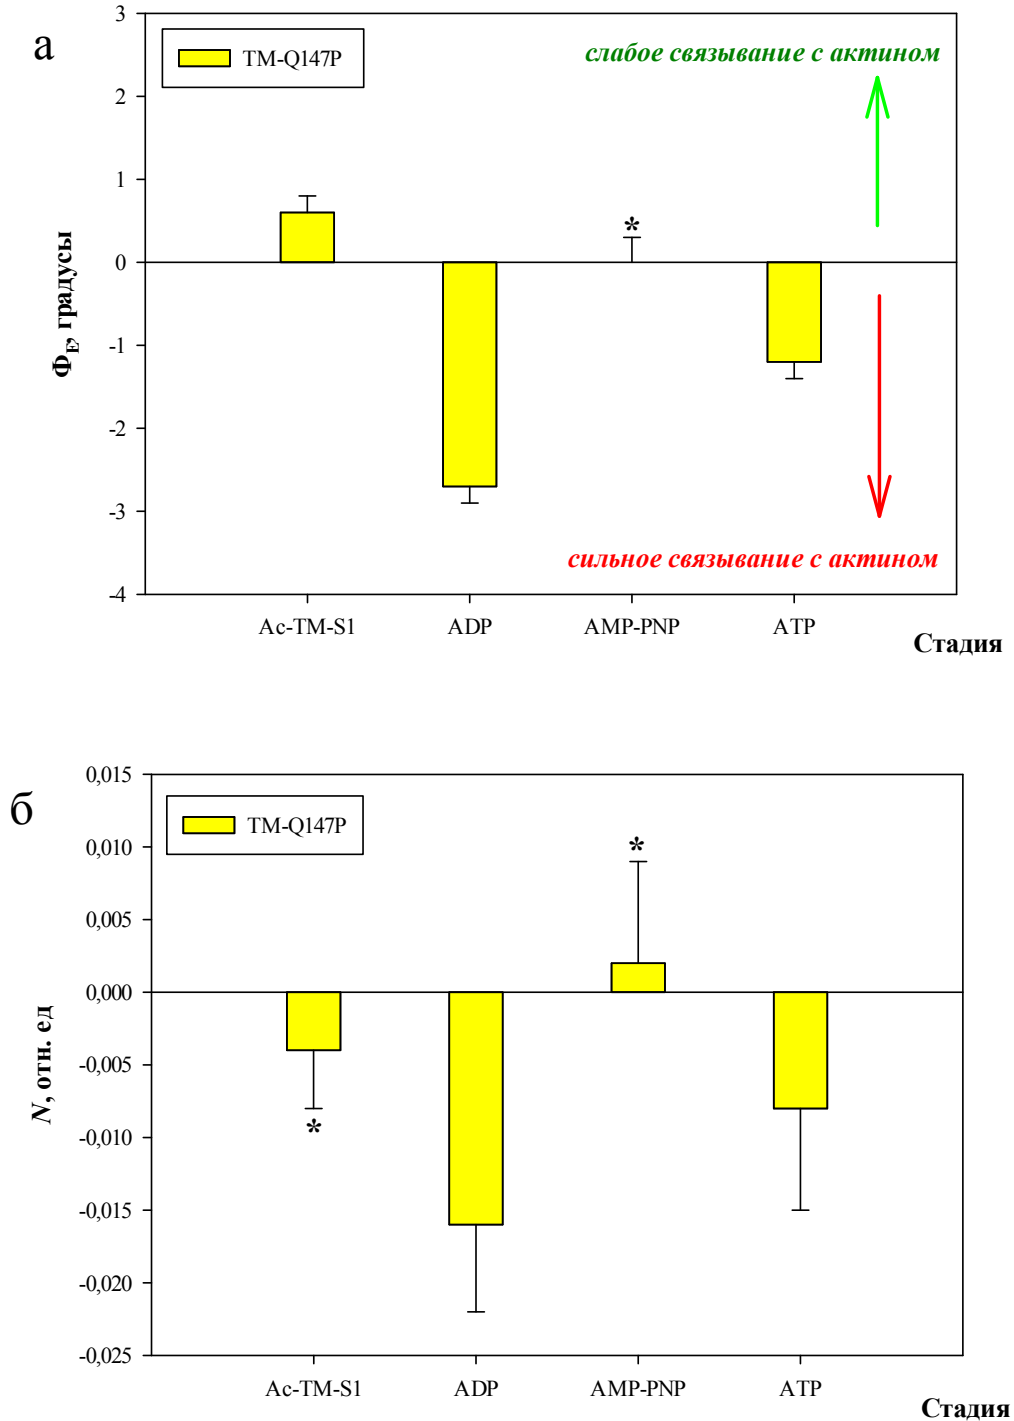 а
TM-Q147P
слабое связывание с актином
3
2
1
0
-1
-2
-3
-4
Φ_E, градусы
*
сильное связывание с актином
Ac-TM-S1 ADP AMP-PNP ATP
Стадия
б
TM-Q147P
0,015
0,010
0,005
0,000
-0,005
-0,010
-0,015
-0,020
-0,025
N, отн. ед
*
*
Ac-TM-S1 ADP AMP-PNP ATP
Стадия